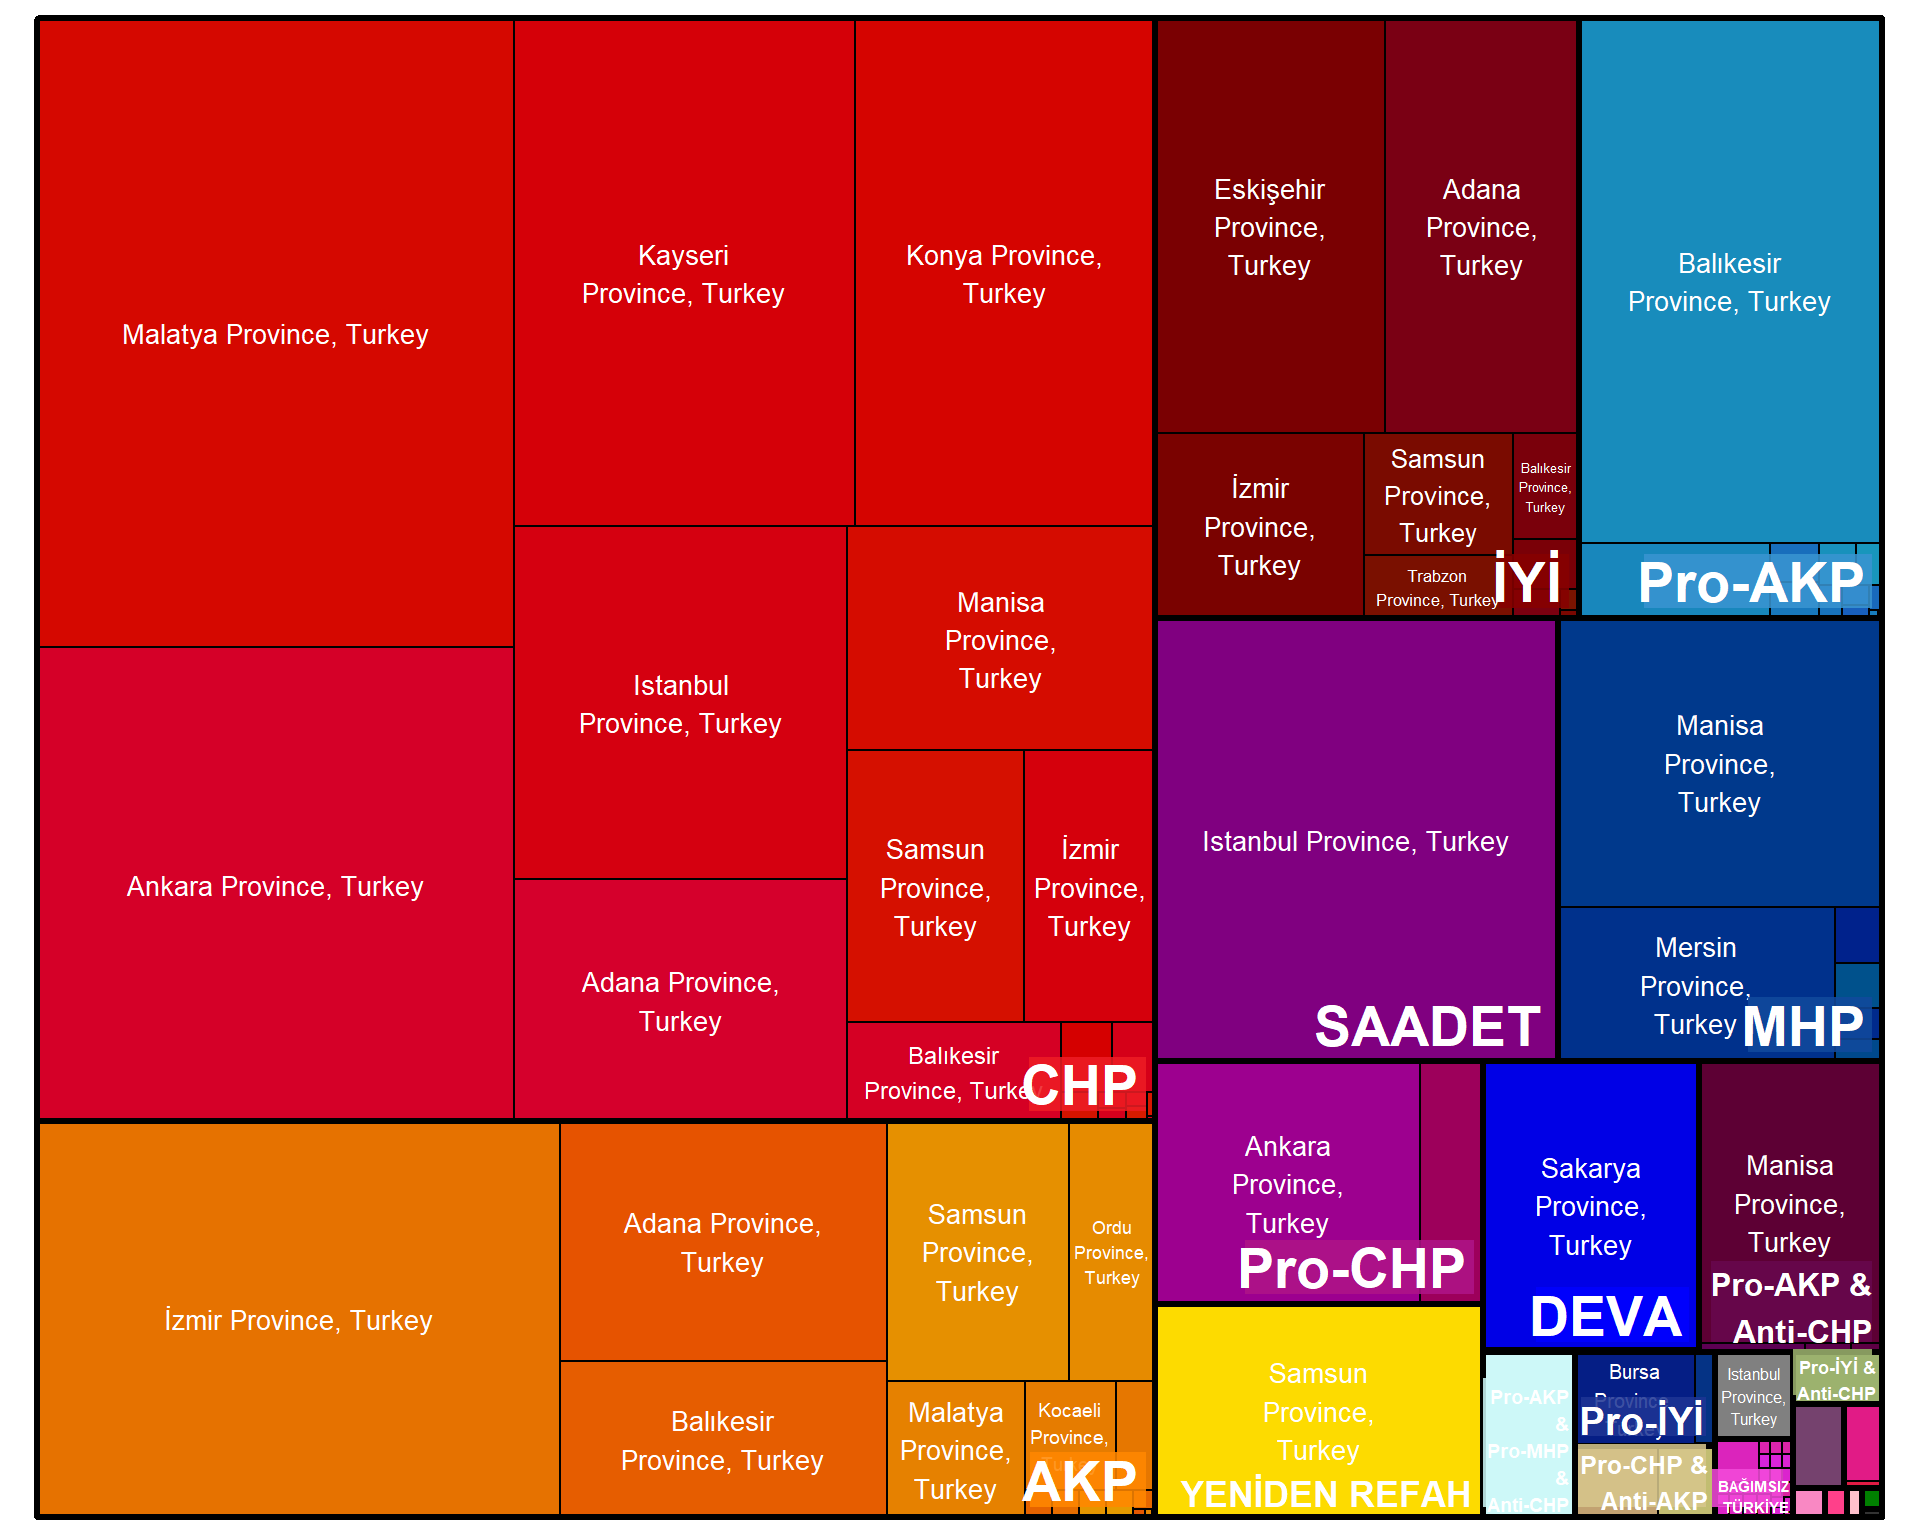 Malatya Province, Turkey
Ankara Province, Turkey
Kayseri
Province, Turkey
Konya Province,
Turkey
Istanbul
Province, Turkey
Adana Province,
Turkey
Manisa
Province,
Turkey
Samsun
Province,
Turkey
İzmir
Province,
Turkey
Balıkesir
Province, Turkey
CHP
İzmir Province, Turkey
Adana Province,
Turkey
Balıkesir
Province, Turkey
Samsun
Province,
Turkey
Ordu
Province,
Turkey
Malatya
Province,
Turkey
Kocaeli
Province,
AKP
Eskişehir
Province,
Turkey
Adana
Province,
Turkey
İzmir
Province,
Turkey
Samsun
Province,
Turkey
Trabzon
Province, Turkey
Balıkesir
Province,
Turkey
İYİ
Balıkesir
Province, Turkey
Pro-AKP
Istanbul Province, Turkey
SAADET
Manisa
Province,
Turkey
Mersin
Province,
Turkey
MHP
Ankara
Province,
Turkey
Pro-CHP
Sakarya
Province,
Turkey
DEVA
Manisa
Province,
Turkey
Pro-AKP &
Anti-CHP
Samsun
Province,
Turkey
YENİDEN REFAH
Pro-AKP
&
Pro-MHP
&
Anti-CHP
Bursa
Province
Pro-İYİ
Pro-CHP &
Anti-AKP
Istanbul
Province,
Turkey
BAĞIMSIZ
TÜRKİYE
Pro-İYİ &
Anti-CHP